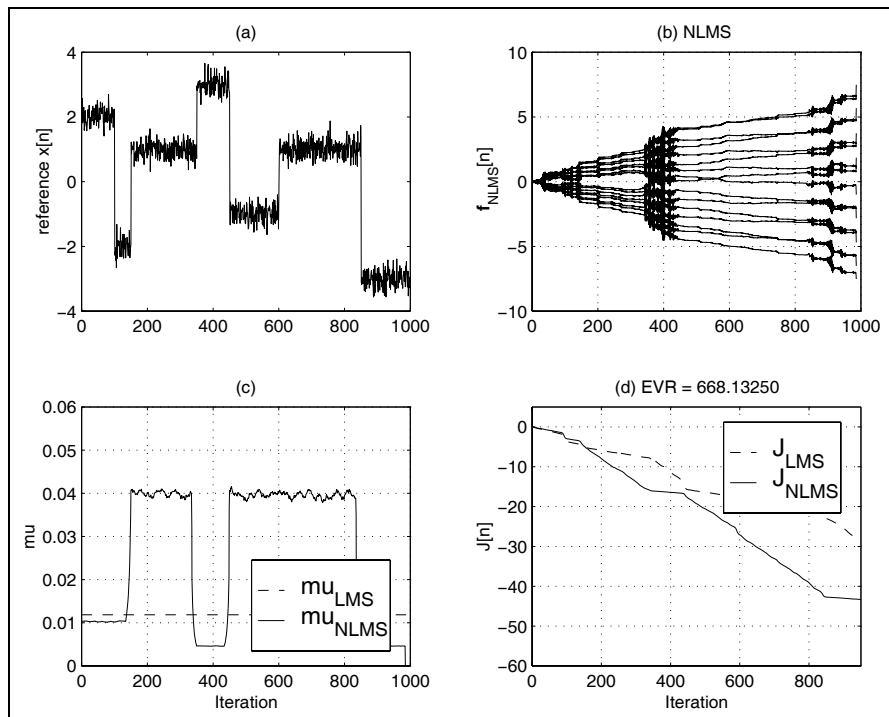 (a)
reference x[n]
4
2
0
−2
−4
0 200 400 600 800 1000
(b) NLMS
f_NLMS[n]
10
5
0
−5
−10
0 200 400 600 800 1000
(c)
mu
0.06
0.05
0.04
0.03
0.02
0.01
0
mu_LMS
mu_NLMS
0 200 400 600 800 1000
Iteration
(d) EVR = 668.13250
J[n]
0
−10
−20
−30
−40
−50
−60
J_LMS
J_NLMS
0 200 400 600 800
Iteration